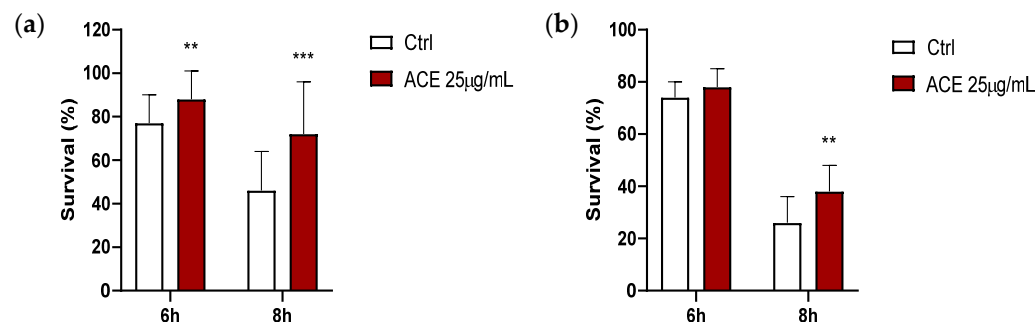 (a)
120
100
80
60
40
20
0
Survival (%)
**
***
6h
8h
Ctrl
ACE 25μg/mL
(b)
100
80
60
40
20
0
Survival (%)
**
6h
8h
Ctrl
ACE 25μg/mL